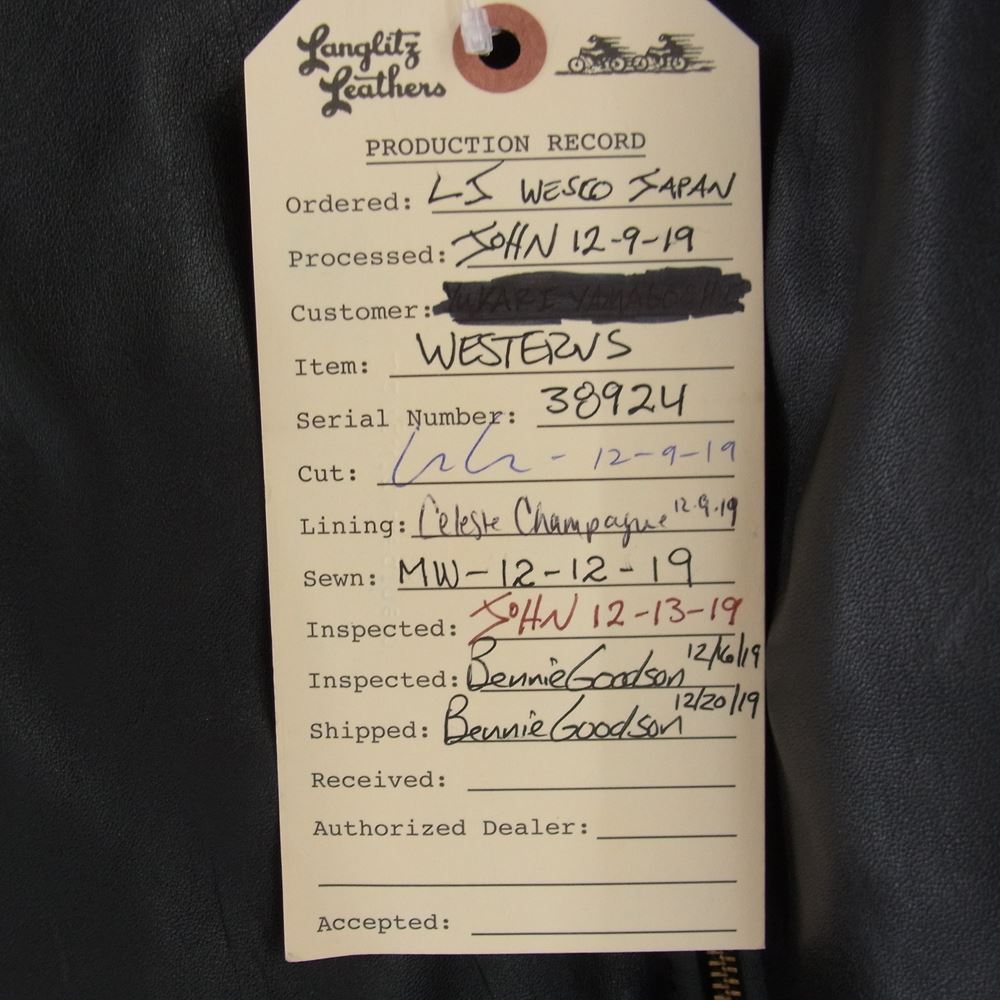 Langlitz
Leathers
PRODUCTION RECORD
Ordered: LJ WESCO JAPAN
Processed: JOHN 12-9-19
Customer:
Item: WESTERNS
Serial Number: 38924
Cut: - 12-9-19
Lining: Celeste Champagne 12.9.19
Sewn: MW-12-12-19
Inspected: JOHN 12-13-19
Inspected: Bennie Goodson 12/16/19
Shipped: Bennie Goodson 12/20/19
Received:
Authorized Dealer:
Accepted: